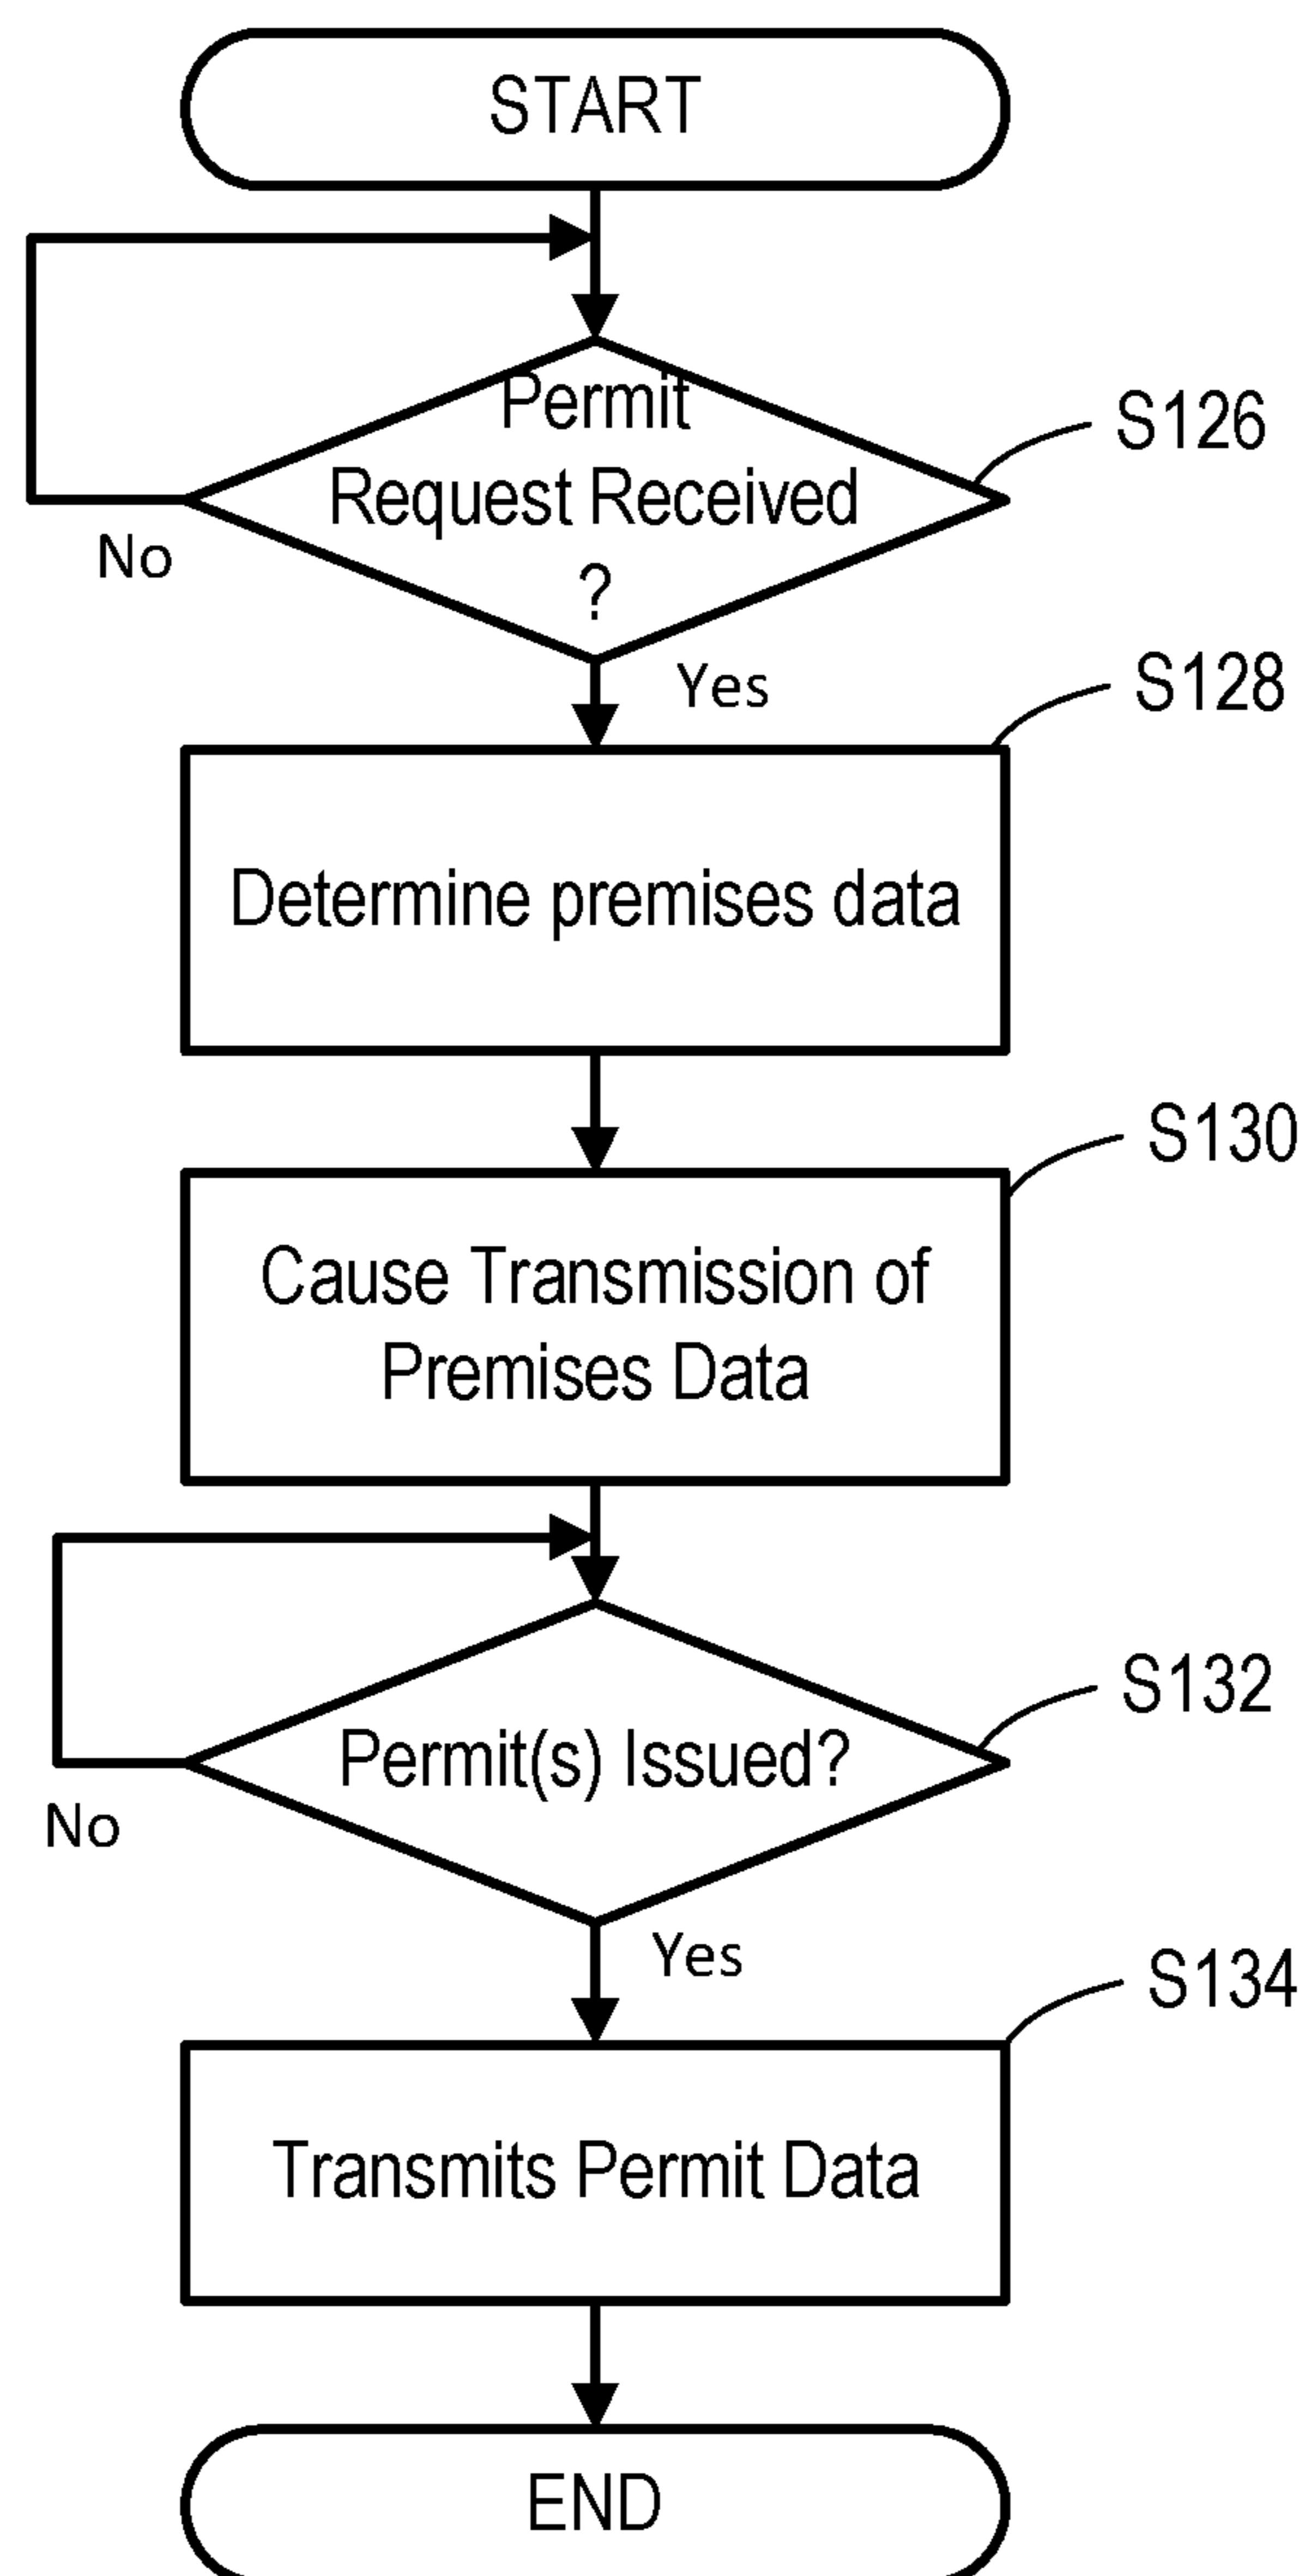 START
Permit
Request Received
?
S126
No
Yes
S128
Determine premises data
S130
Cause Transmission of
Premises Data
S132
Permit(s) Issued?
No
Yes
S134
Transmits Permit Data
END